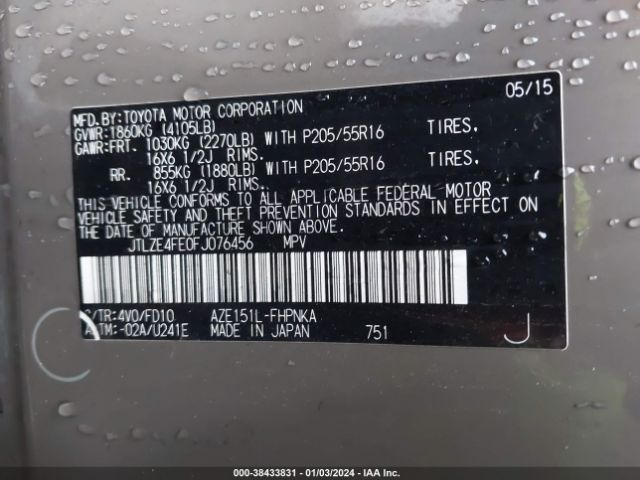 05/15
MFD.BY:TOYOTA MOTOR CORPORATION
GVWR:1860KG (4105LB)
GAWR:FRT. 1030KG (2270LB) WITH P205/55R16 TIRES,
16X6 1/2J RIMS.
RR. 855KG (1880LB) WITH P205/55R16 TIRES,
16X6 1/2J RIMS.
THIS VEHICLE CONFORMS TO ALL APPLICABLE FEDERAL MOTOR
VEHICLE SAFETY AND THEFT PREVENTION STANDARDS IN EFFECT ON
THE DATE OF MANUFACTURE SHOWN ABOVE.
JTLZE4FE0FJ076456 MPV
C/TR:4V0/FD10 AZE151L-FHPNKA
A/TM:-02A/U241E MADE IN JAPAN 751 J
000-38433831 - 01/03/2024 - IAA Inc.